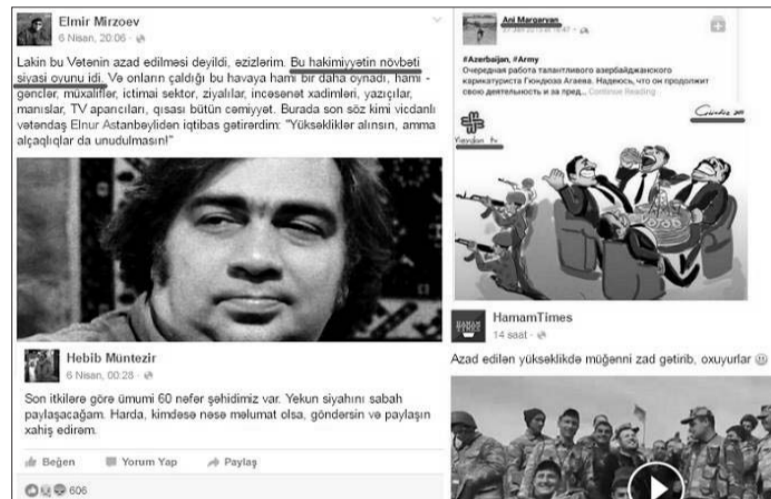 Elmir Mirzoev
6 Nisan, 20:06
Lakin bu Vətənin azad edilməsi deyildi, əzizlərim. Bu hakimiyyətin növbəti
siyasi oyunu idi. Və onların çaldığı bu havaya hamı bir daha oynadı, hamı -
gənclər, müxaliflər, ictimai sektor, ziyalılar, incəsənət xadimləri, yazıçılar,
manıslar, TV aparıcıları, qısası bütün cəmiyyət. Burada son söz kimi vicdanlı
vətəndaş Elnur Astanbəylidən iqtibas gətirərdim: "Yüksəkliklər alınsın, amma
alçaqlıqlar da unudulmasın!"
Hebib Müntezir
6 Nisan, 00:28
Son itkilərə görə ümumi 60 nəfər şəhidimiz var. Yekun siyahını sabah
paylaşacağam. Harda, kimdəsə nəsə məlumat olsa, göndərsin və paylaşın
xahiş edirəm.
Beğen Yorum Yap Paylaş
606
Ani Margaryan
#Azerbaijan, #Army
Очередная работа талантливого азербайджанского
карикатуриста Гюндюза Агаева. Надеюсь, что он продолжит
свою деятельность и за пред... Continue Reading
Gündüz
tv
HAMAM
TIMES
HamamTimes
14 saat
Azad edilən yüksəklikdə müğənni zad gətirib, oxuyurlar